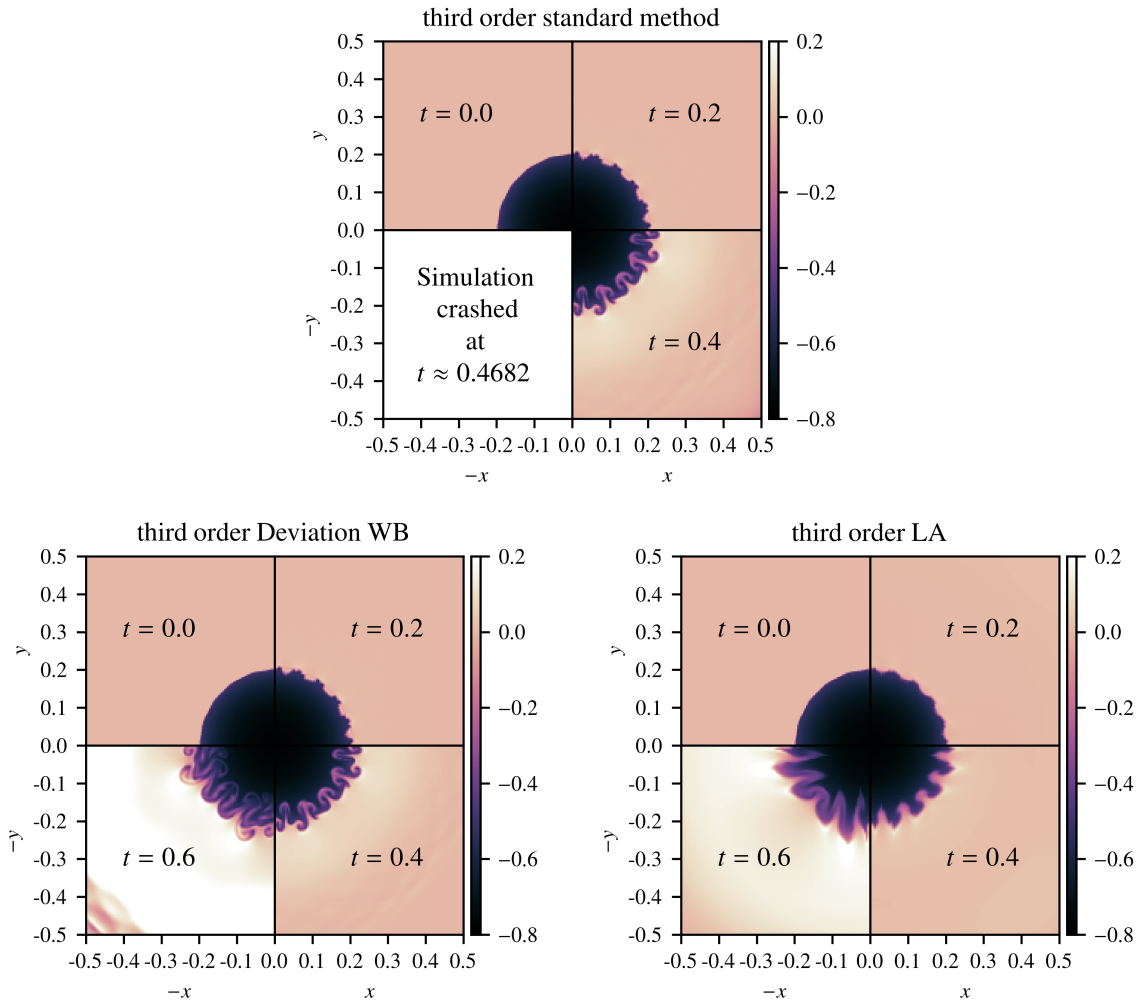 third order standard method
0.5
0.4
0.3
0.2
0.1
0.0
-0.1
-0.2
-0.3
-0.4
-0.5
y
−y
t = 0.0
t = 0.2
Simulation
crashed
at
t ≈ 0.4682
t = 0.4
-0.5 -0.4 -0.3 -0.2 -0.1 0.0 0.1 0.2 0.3 0.4 0.5
−x
x
0.2
0.0
−0.2
−0.4
−0.6
−0.8
third order Deviation WB
0.5
0.4
0.3
0.2
0.1
0.0
-0.1
-0.2
-0.3
-0.4
-0.5
y
−y
t = 0.0
t = 0.2
t = 0.6
t = 0.4
-0.5 -0.4 -0.3 -0.2 -0.1 0.0 0.1 0.2 0.3 0.4 0.5
−x
x
0.2
0.0
−0.2
−0.4
−0.6
−0.8
third order LA
0.5
0.4
0.3
0.2
0.1
0.0
-0.1
-0.2
-0.3
-0.4
-0.5
y
−y
t = 0.0
t = 0.2
t = 0.6
t = 0.4
-0.5 -0.4 -0.3 -0.2 -0.1 0.0 0.1 0.2 0.3 0.4 0.5
−x
x
0.2
0.0
−0.2
−0.4
−0.6
−0.8